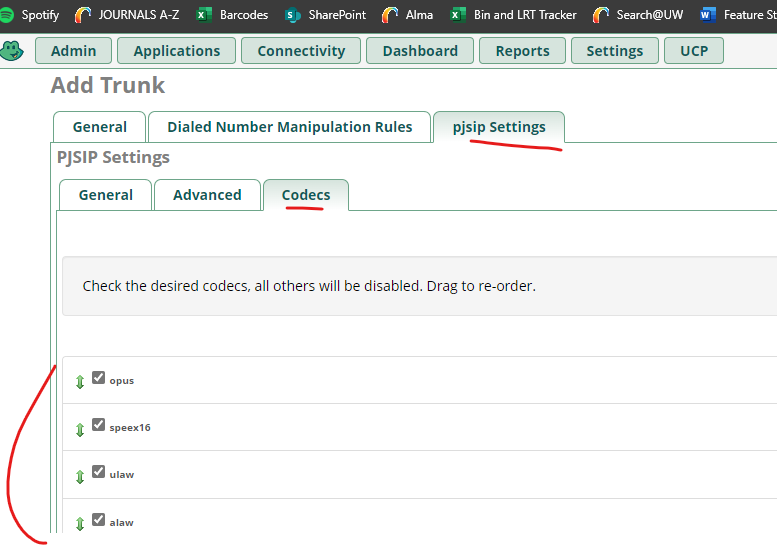 Spotify JOURNALS A-Z Barcodes SharePoint Alma Bin and LRT Tracker Search@UW Feature St
Admin Applications Connectivity Dashboard Reports Settings UCP
Add Trunk
General Dialed Number Manipulation Rules pjsip Settings
PJSIP Settings
General Advanced Codecs
Check the desired codecs, all others will be disabled. Drag to re-order.
opus
speex16
ulaw
alaw